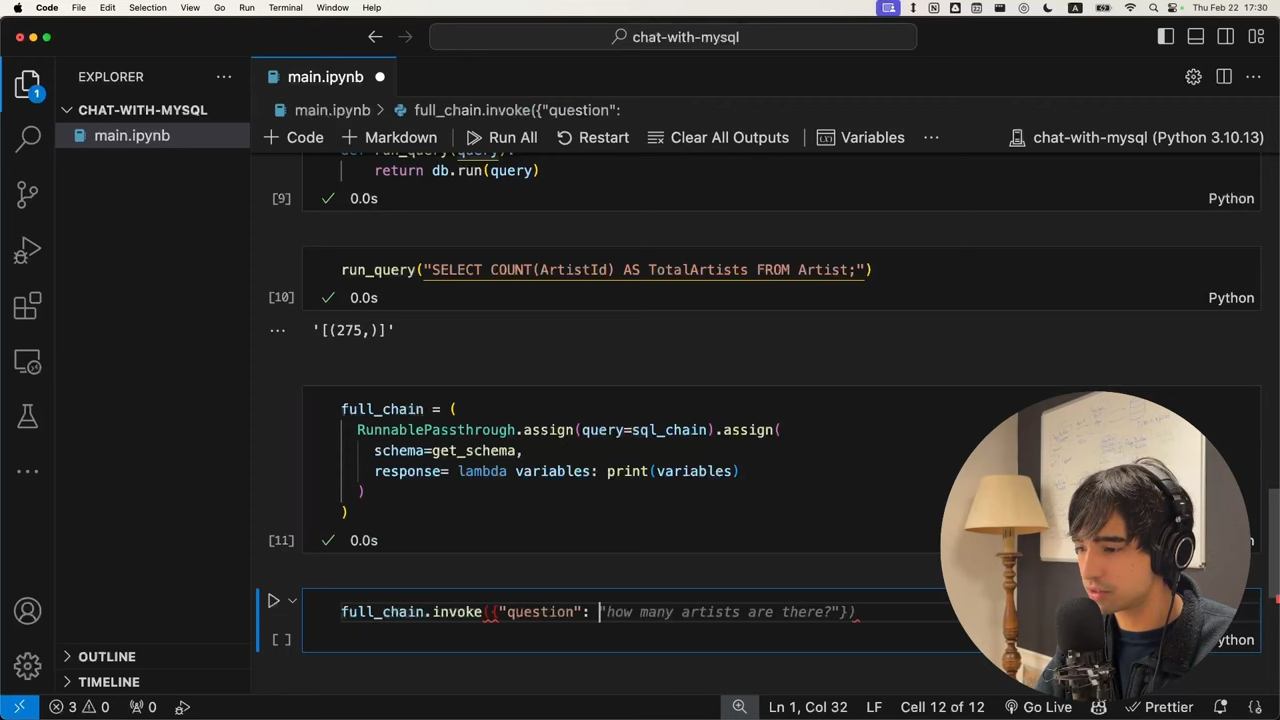 Code File Edit Selection View Go Run Terminal Window Help
Thu Feb 22 17:30
chat-with-mysql
EXPLORER
main.ipynb
CHAT-WITH-MYSQL
main.ipynb
main.ipynb > full_chain.invoke({"question":
+ Code + Markdown Run All Restart Clear All Outputs Variables ... chat-with-mysql (Python 3.10.13)
def run_query(query):
return db.run(query)
[9] ✓ 0.0s Python
run_query("SELECT COUNT(ArtistId) AS TotalArtists FROM Artist;")
[10] ✓ 0.0s Python
... '[(275,)]'
full_chain = (
RunnablePassthrough.assign(query=sql_chain).assign(
schema=get_schema,
response= lambda variables: print(variables)
)
)
[11] ✓ 0.0s
full_chain.invoke({"question": "how many artists are there?"})
[ ] Python
OUTLINE
TIMELINE
3 0 0 Ln 1, Col 32 LF Cell 12 of 12 Go Live Prettier
1